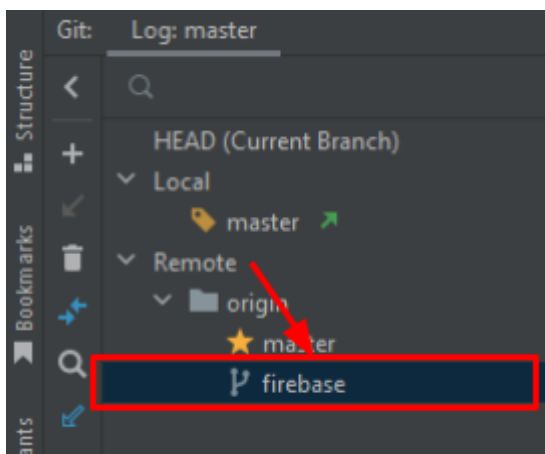 Git: Log: master
HEAD (Current Branch)
Local
master
Remote
origin
master
firebase
Structure
Bookmarks
ants